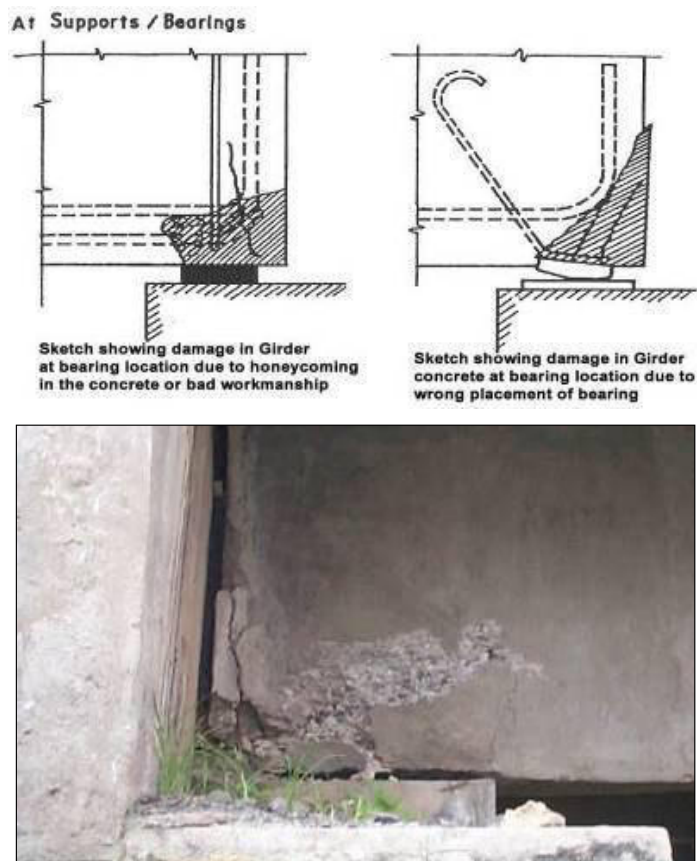 At Supports / Bearings
Sketch showing damage in Girder
at bearing location due to honeycoming
in the concrete or bad workmanship
Sketch showing damage in Girder
concrete at bearing location due to
wrong placement of bearing